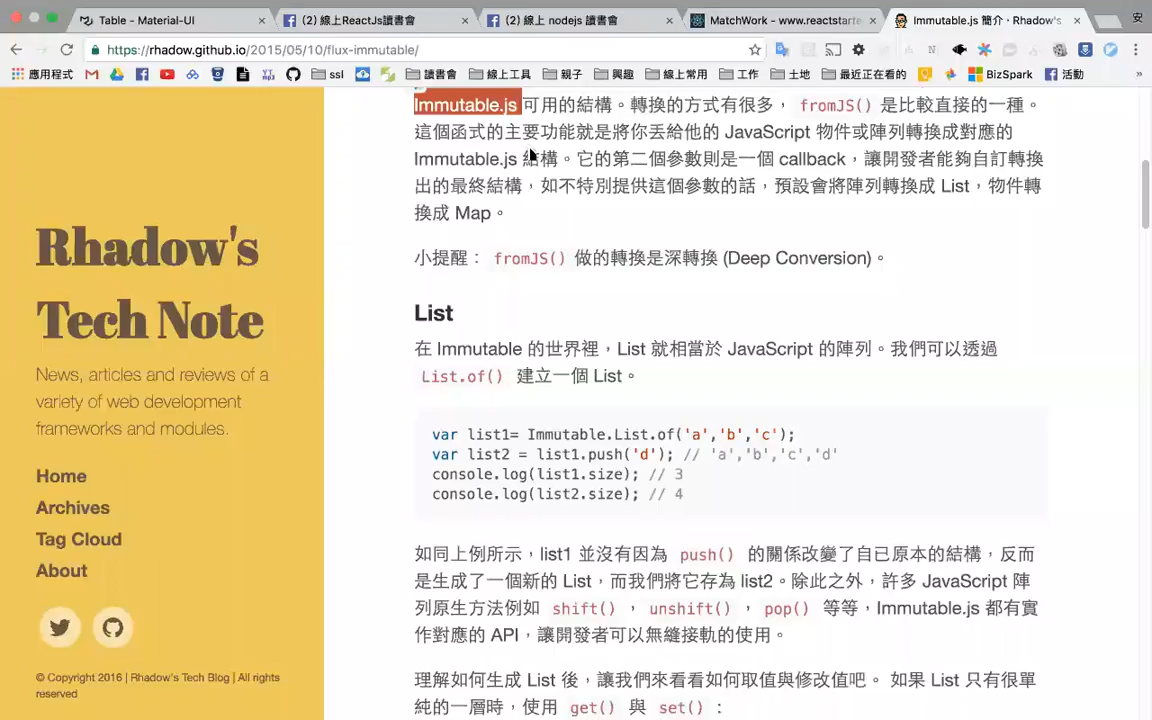 Table - Material-UI
(2) 線上ReactJs讀書會
(2) 線上 nodejs 讀書會
MatchWork - www.reactstarte
Immutable.js 簡介 · Rhadow's
安
https://rhadow.github.io/2015/05/10/flux-immutable/
應用程式
ssl
讀書會
線上工具
親子
興趣
線上常用
工作
土地
最近正在看的
BizSpark
活動
»
Immutable.js 可用的結構。轉換的方式有很多， fromJS() 是比較直接的一種。
這個函式的主要功能就是將你丟給他的 JavaScript 物件或陣列轉換成對應的
Immutable.js 結構。它的第二個參數則是一個 callback，讓開發者能夠自訂轉換
出的最終結構，如不特別提供這個參數的話，預設會將陣列轉換成 List，物件轉
換成 Map。
小提醒： fromJS() 做的轉換是深轉換 (Deep Conversion)。
List
在 Immutable 的世界裡，List 就相當於 JavaScript 的陣列。我們可以透過
List.of() 建立一個 List。
var list1= Immutable.List.of('a','b','c');
var list2 = list1.push('d'); // 'a','b','c','d'
console.log(list1.size); // 3
console.log(list2.size); // 4
如同上例所示，list1 並沒有因為 push() 的關係改變了自已原本的結構，反而
是生成了一個新的 List，而我們將它存為 list2。除此之外，許多 JavaScript 陣
列原生方法例如 shift() ， unshift() ， pop() 等等，Immutable.js 都有實
作對應的 API，讓開發者可以無縫接軌的使用。
理解如何生成 List 後，讓我們來看看如何取值與修改值吧。 如果 List 只有很單
純的一層時，使用 get() 與 set() ：
Rhadow's
Tech Note
News, articles and reviews of a
variety of web development
frameworks and modules.
Home
Archives
Tag Cloud
About
© Copyright 2016 | Rhadow's Tech Blog | All rights
reserved